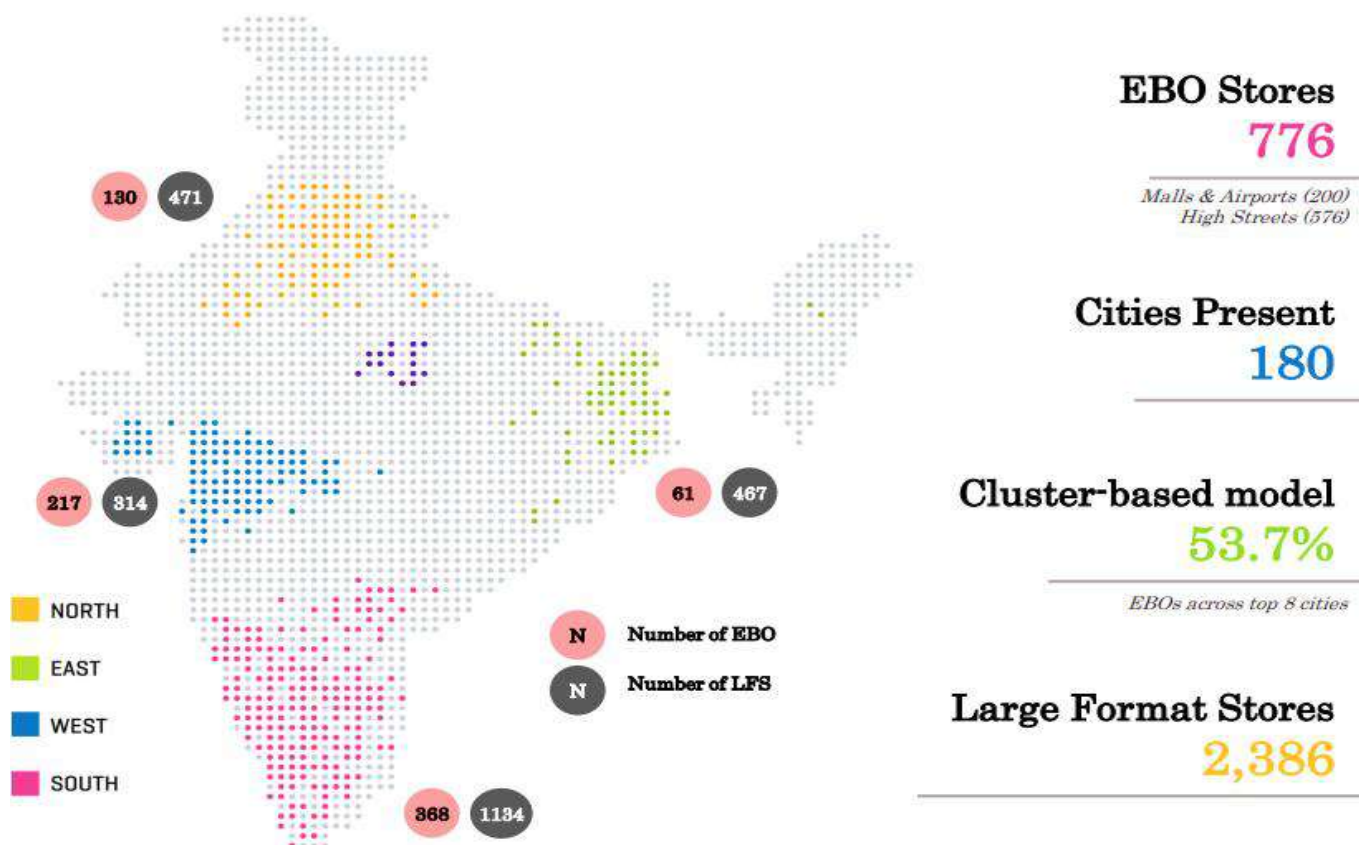 EBO Stores
776
Malls & Airports (200)
High Streets (576)
130 471
Cities Present
180
217 314
61 467
Cluster-based model
53.7%
EBOs across top 8 cities
NORTH
EAST
WEST
SOUTH
N Number of EBO
N Number of LFS
Large Format Stores
2,386
368 1134